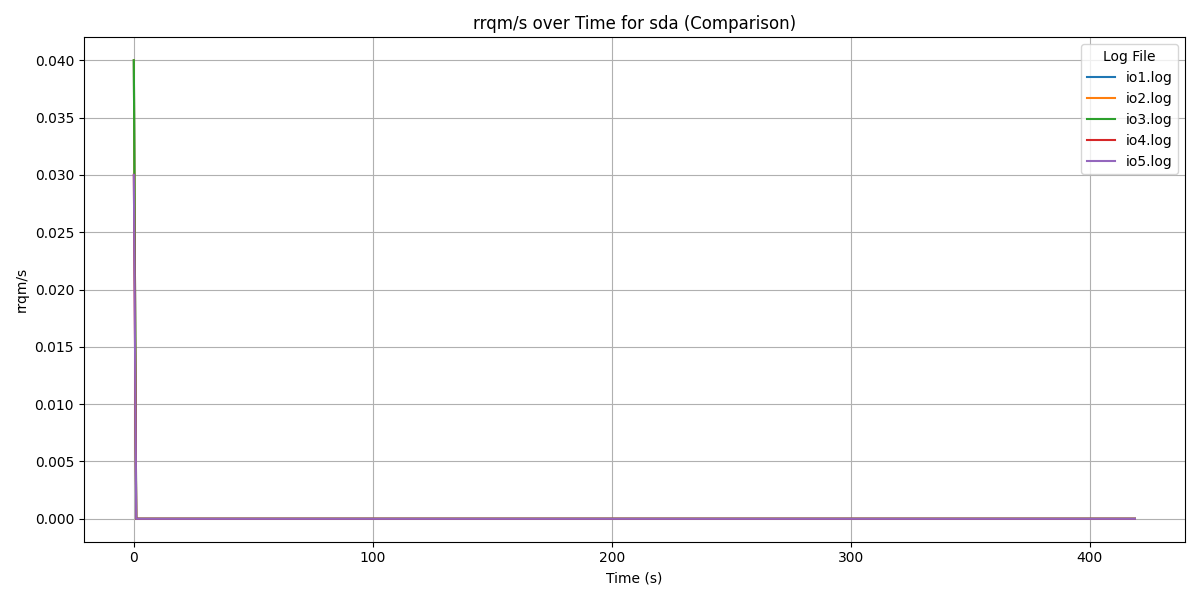 rrqm/s over Time for sda (Comparison)
Log File
io1.log
io2.log
io3.log
io4.log
io5.log
rrqm/s
0.040
0.035
0.030
0.025
0.020
0.015
0.010
0.005
0.000
0 100 200 300 400
Time (s)